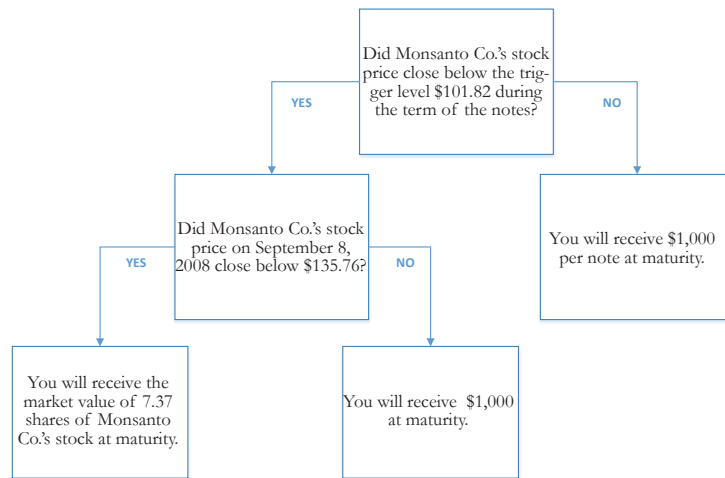 Did Monsanto Co.'s stock
price close below the trig-
ger level $101.82 during
the term of the notes?
YES
NO
Did Monsanto Co.'s stock
price on September 8,
2008 close below $135.76?
You will receive $1,000
per note at maturity.
YES
NO
You will receive the
market value of 7.37
shares of Monsanto
Co.'s stock at maturity.
You will receive $1,000
at maturity.